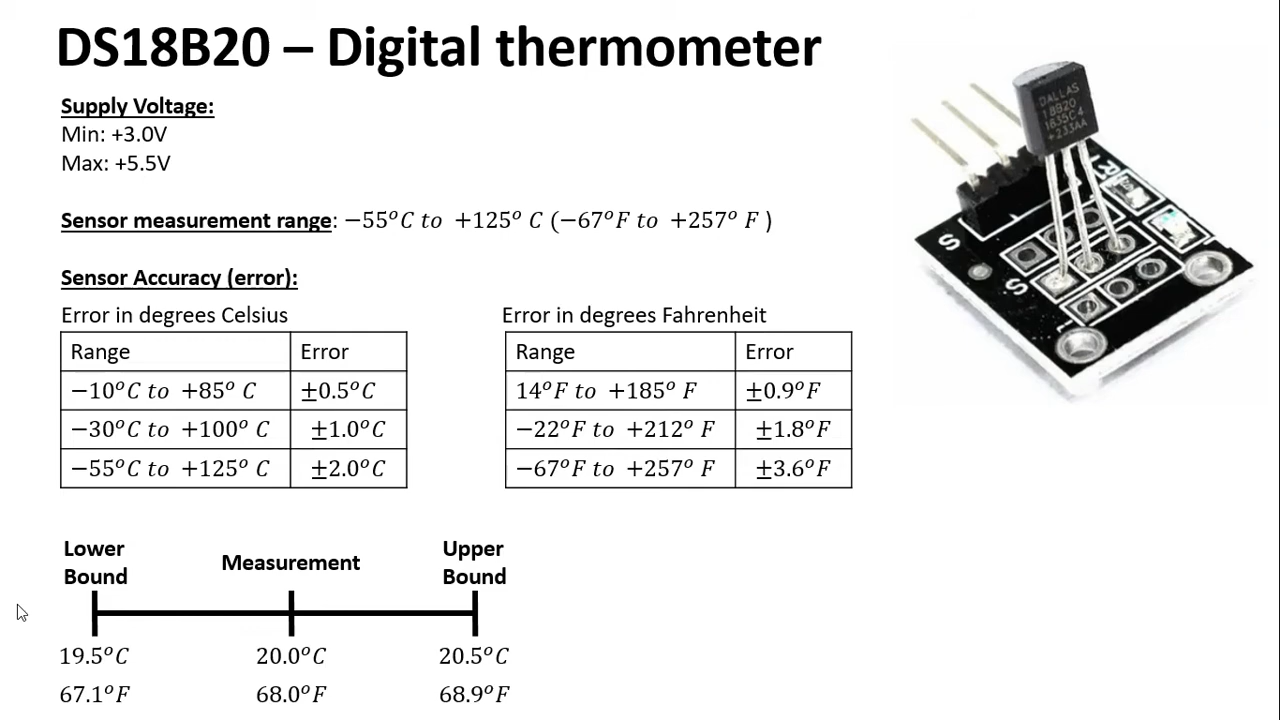 DS18B20 – Digital thermometer
Supply Voltage:
Min: +3.0V
Max: +5.5V
Sensor measurement range: −55°C to +125° C (−67°F to +257° F )
Sensor Accuracy (error):
Error in degrees Celsius
Range Error
−10°C to +85° C ±0.5°C
−30°C to +100° C ±1.0°C
−55°C to +125° C ±2.0°C
Error in degrees Fahrenheit
Range Error
14°F to +185° F ±0.9°F
−22°F to +212° F ±1.8°F
−67°F to +257° F ±3.6°F
Lower Bound Measurement Upper Bound
19.5°C 20.0°C 20.5°C
67.1°F 68.0°F 68.9°F
DALLAS
18B20
1635C4
+233AA
S
S